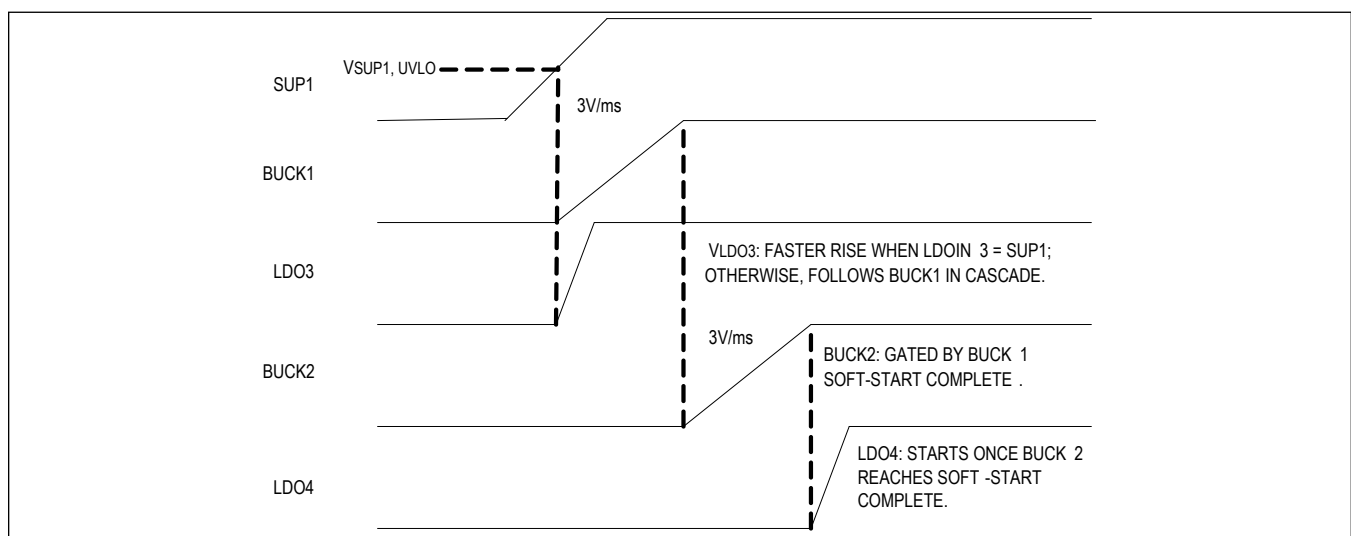 VSUP1, UVLO
SUP1
3V/ms
BUCK1
LDO3
VLDO3: FASTER RISE WHEN LDOIN 3 = SUP1;
OTHERWISE, FOLLOWS BUCK1 IN CASCADE.
3V/ms
BUCK2
BUCK2: GATED BY BUCK 1
SOFT-START COMPLETE .
LDO4
LDO4: STARTS ONCE BUCK 2
REACHES SOFT -START
COMPLETE.